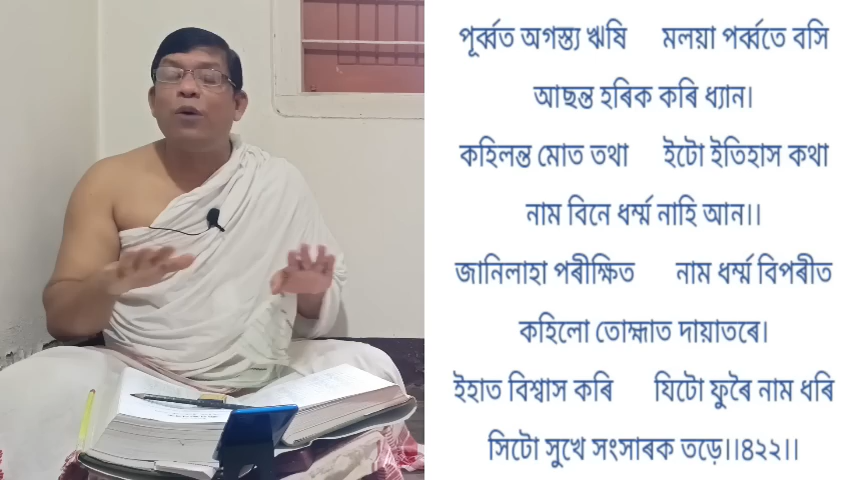 পূৰ্ব্বত অগস্ত্য ঋষি মলয়া পৰ্ব্বতে বসি
আছন্ত হৰিক কৰি ধ্যান।
কহিলন্ত মোত তথা ইটো ইতিহাস কথা
নাম বিনে ধৰ্ম্ম নাহি আন।।
জানিলাহা পৰীক্ষিত নাম ধৰ্ম্ম বিপৰীত
কহিলো তোহ্মাত দায়াতৰে।
ইহাত বিশ্বাস কৰি যিটো ফুৰৈ নাম ধৰি
সিটো সুখে সংসাৰক তড়ে।।৪২২।।